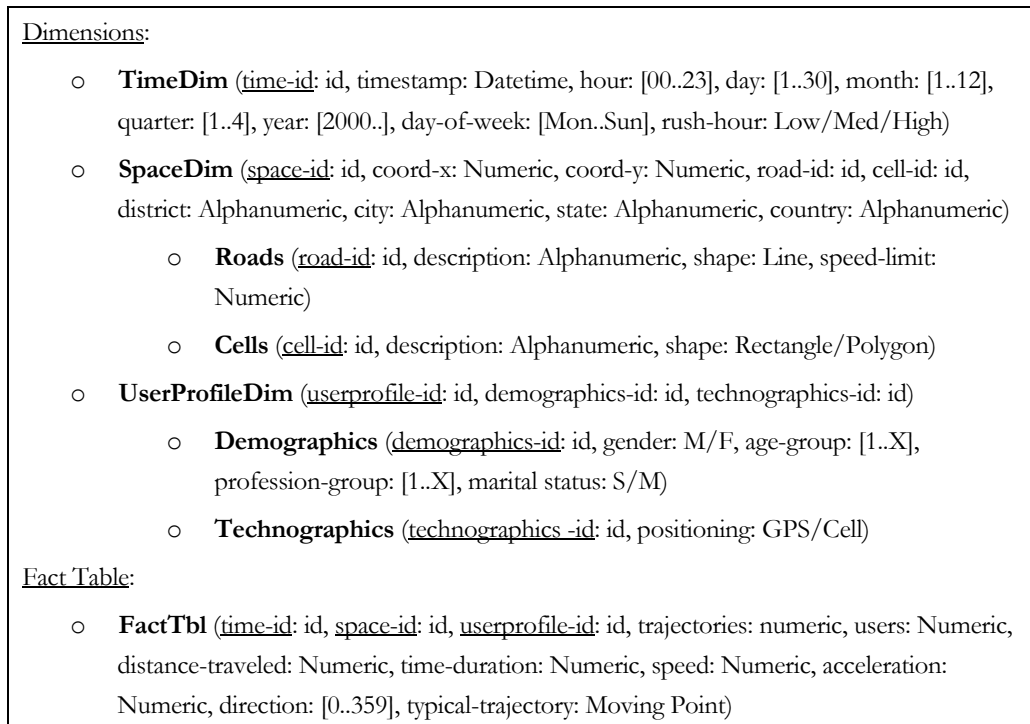 Dimensions:
o TimeDim (time-id: id, timestamp: Datetime, hour: [00..23], day: [1..30], month: [1..12],
quarter: [1..4], year: [2000..], day-of-week: [Mon..Sun], rush-hour: Low/Med/High)
o SpaceDim (space-id: id, coord-x: Numeric, coord-y: Numeric, road-id: id, cell-id: id,
district: Alphanumeric, city: Alphanumeric, state: Alphanumeric, country: Alphanumeric)
o Roads (road-id: id, description: Alphanumeric, shape: Line, speed-limit:
Numeric)
o Cells (cell-id: id, description: Alphanumeric, shape: Rectangle/Polygon)
o UserProfileDim (userprofile-id: id, demographics-id: id, technographics-id: id)
o Demographics (demographics-id: id, gender: M/F, age-group: [1..X],
profession-group: [1..X], marital status: S/M)
o Technographics (technographics -id: id, positioning: GPS/Cell)
Fact Table:
o FactTbl (time-id: id, space-id: id, userprofile-id: id, trajectories: numeric, users: Numeric,
distance-traveled: Numeric, time-duration: Numeric, speed: Numeric, acceleration:
Numeric, direction: [0..359], typical-trajectory: Moving Point)